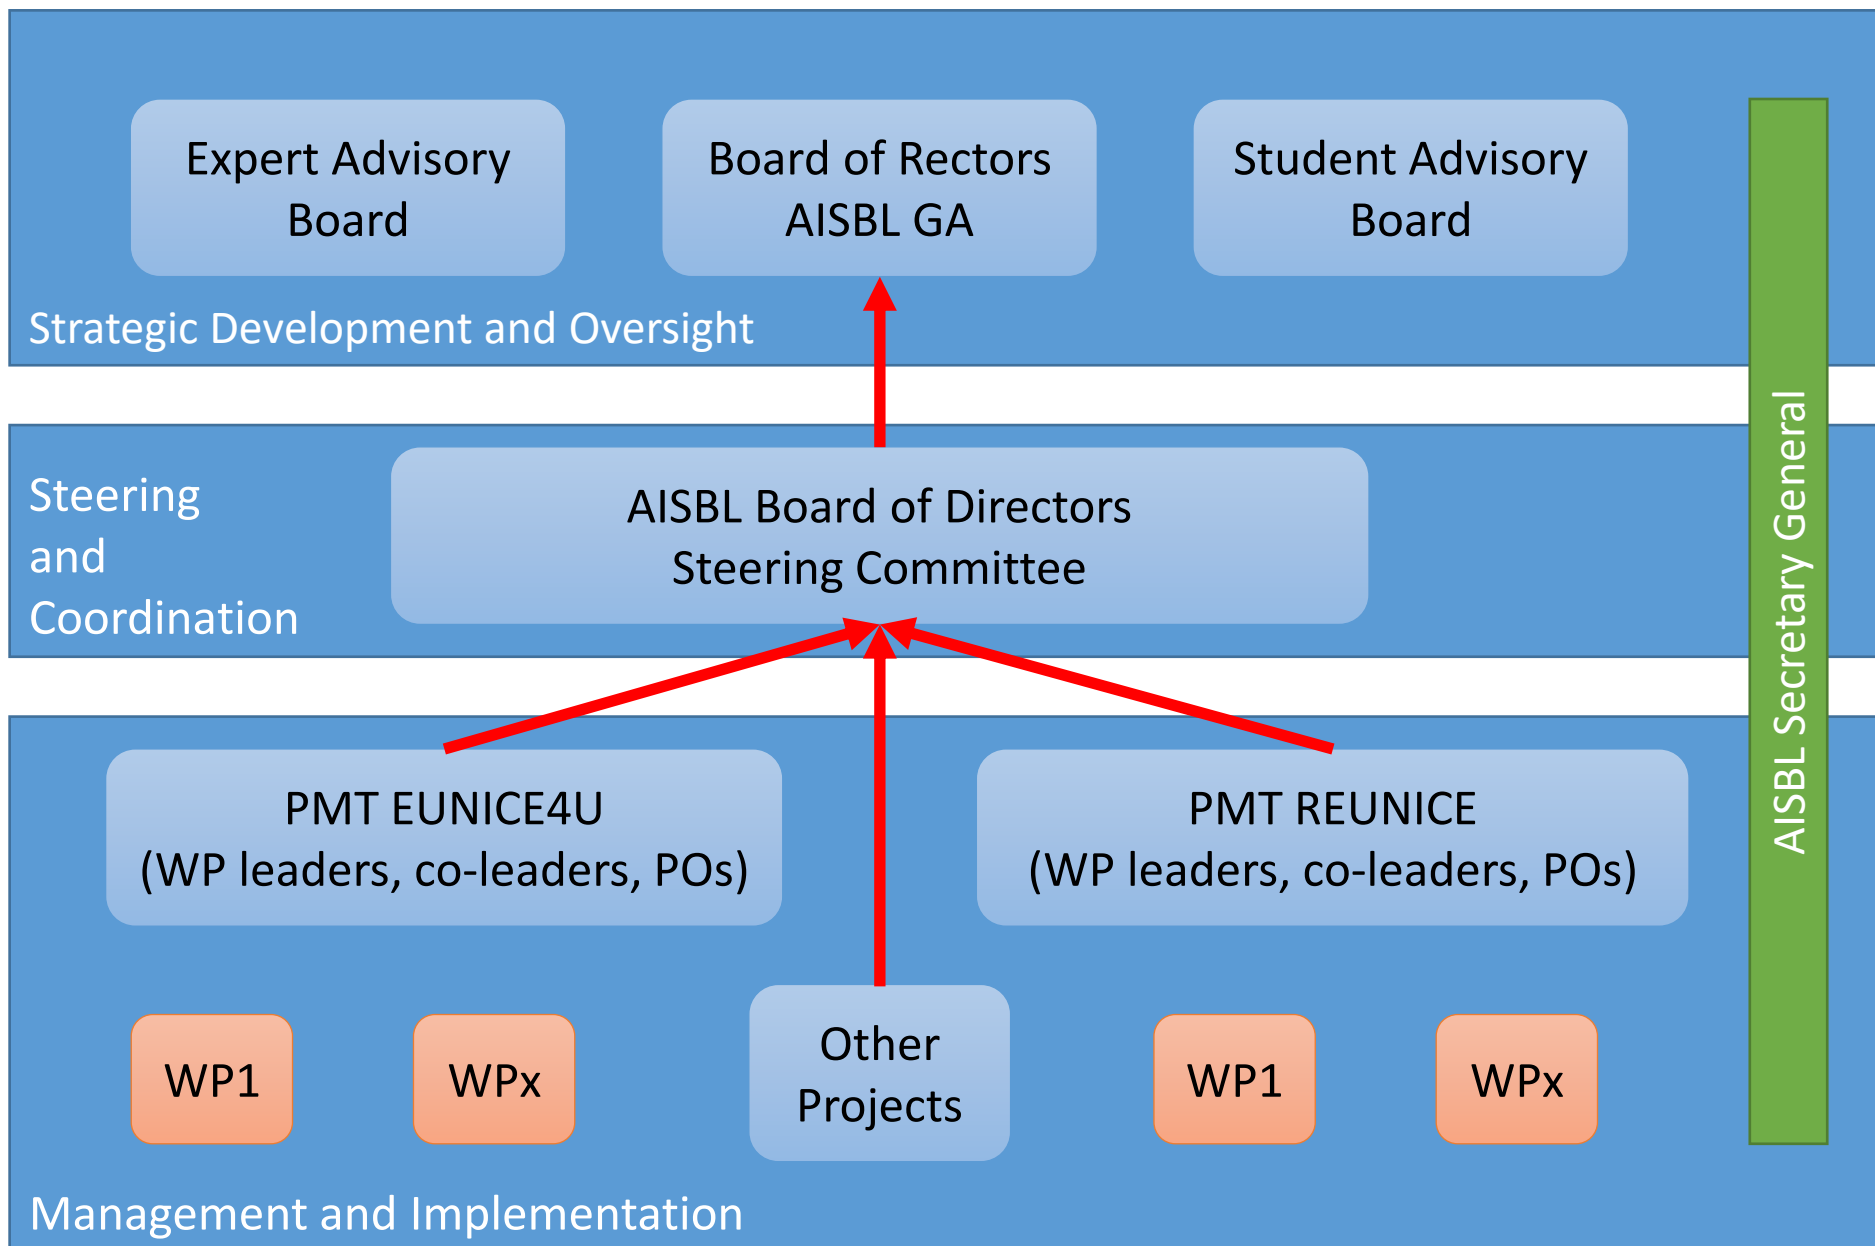 Expert Advisory
Board
Board of Rectors
AISBL GA
Student Advisory
Board
Strategic Development and Oversight
Steering
and
Coordination
AISBL Board of Directors
Steering Committee
AISBL Secretary General
PMT EUNICE4U
(WP leaders, co-leaders, POs)
PMT REUNICE
(WP leaders, co-leaders, POs)
WP1
WPx
Other
Projects
WP1
WPx
Management and Implementation